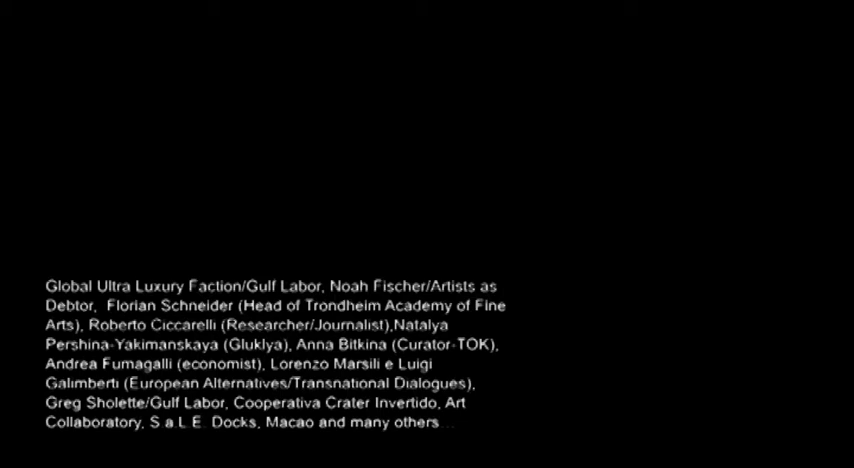 Global Ultra Luxury Faction/Gulf Labor, Noah Fischer/Artists as
Debtor, Florian Schneider (Head of Trondheim Academy of Fine
Arts), Roberto Ciccarelli (Researcher/Journalist),Natalya
Pershina-Yakimanskaya (Gluklya), Anna Bitkina (Curator-TOK),
Andrea Fumagalli (economist), Lorenzo Marsili e Luigi
Galimberti (European Alternatives/Transnational Dialogues),
Greg Sholette/Gulf Labor, Cooperativa Crater Invertido, Art
Collaboratory, S.a.L.E. Docks, Macao and many others...